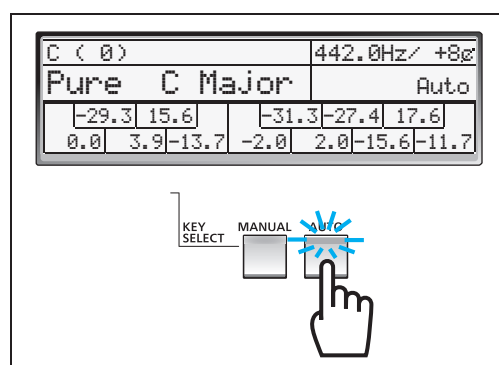 C ( 0) 442.0Hz/ +8¢
Pure C Major Auto
-29.3 15.6 -31.3 -27.4 17.6
0.0 3.9 -13.7 -2.0 2.0 -15.6 -11.7
KEY SELECT MANUAL AUTO